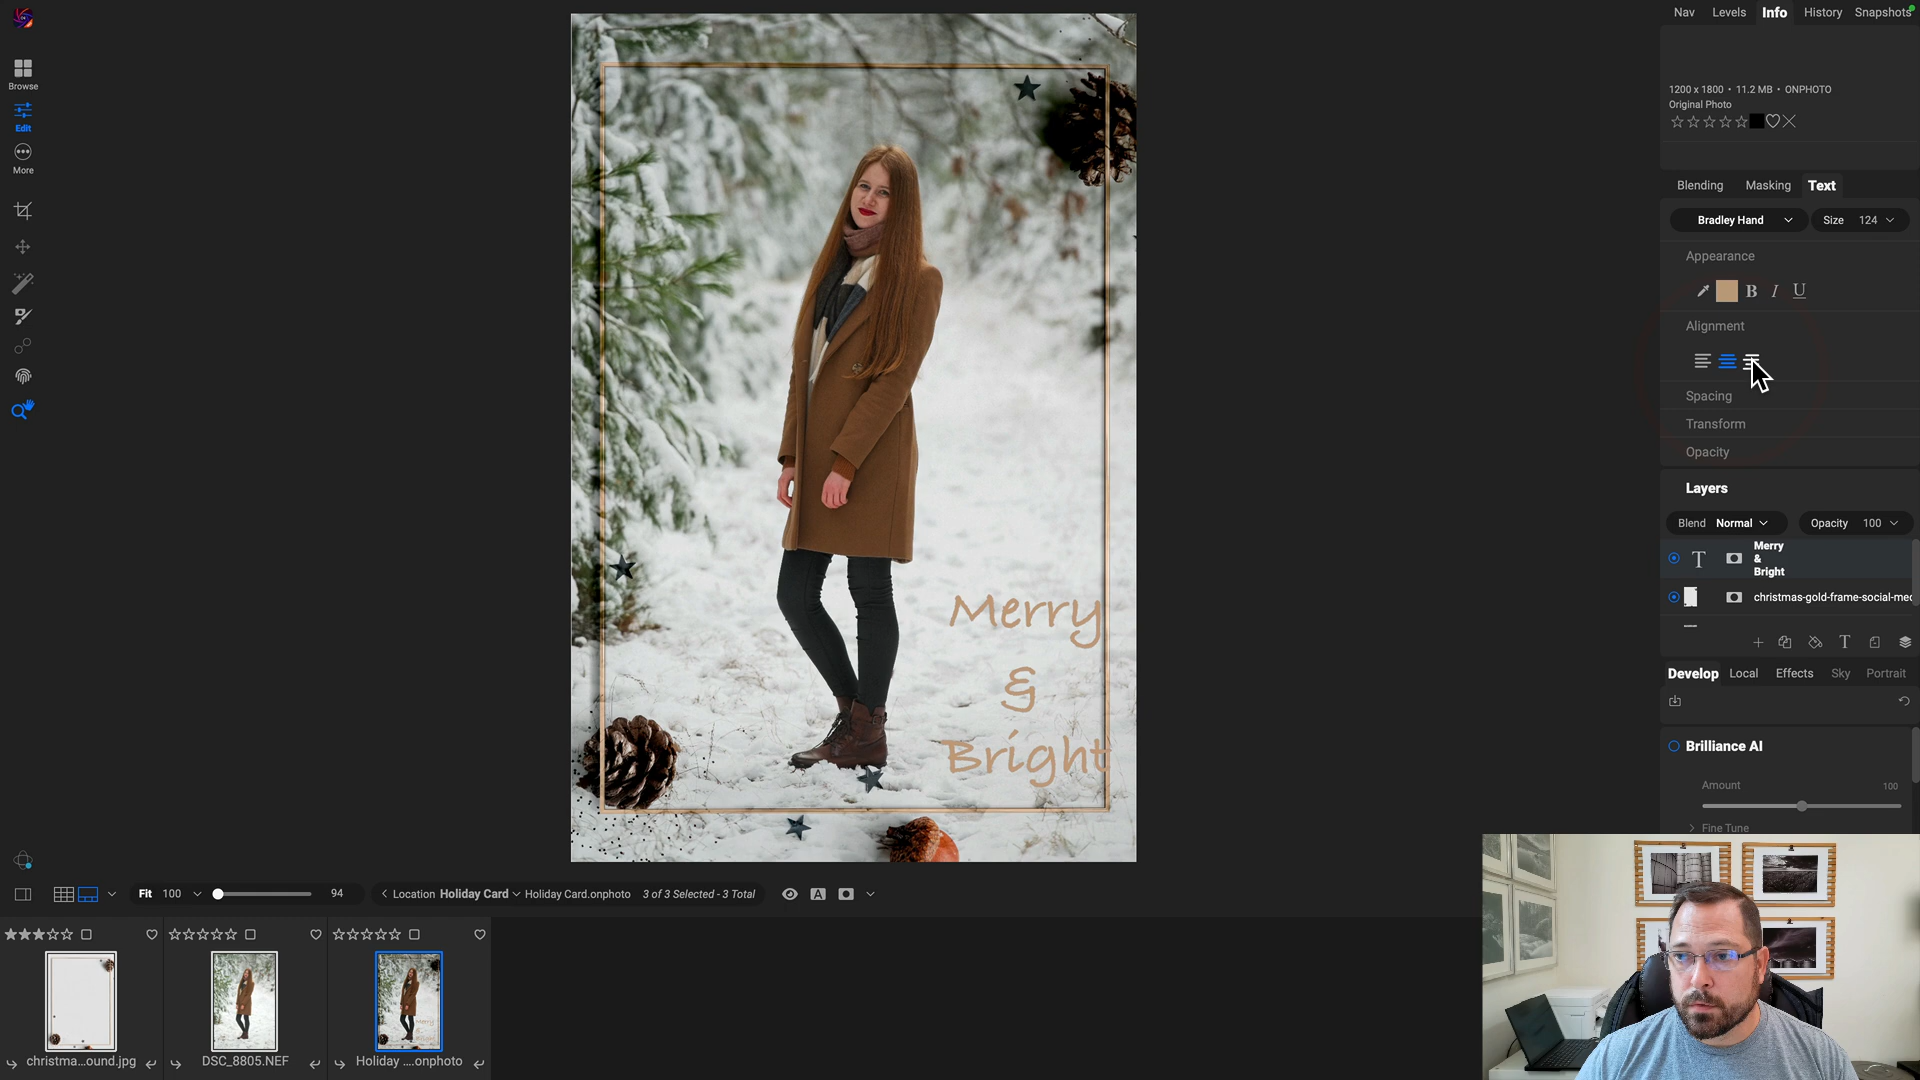 Nav Levels Info History Snapshots
Browse
Edit
More
1200 x 1800 • 11.2 MB • ONPHOTO
Original Photo
Blending Masking Text
Bradley Hand Size 124
Appearance
B I U
Alignment
Spacing
Transform
Opacity
Layers
Blend Normal Opacity 100
T Merry
&
Bright
christmas-gold-frame-social-med
T
Develop Local Effects Sky Portrait
Brilliance AI
Amount 100
Fine Tune
Merry
&
Bright
Fit 100 94 Location Holiday Card Holiday Card.onphoto 3 of 3 Selected - 3 Total A
christma...ound.jpg DSC_8805.NEF Holiday ....onphoto